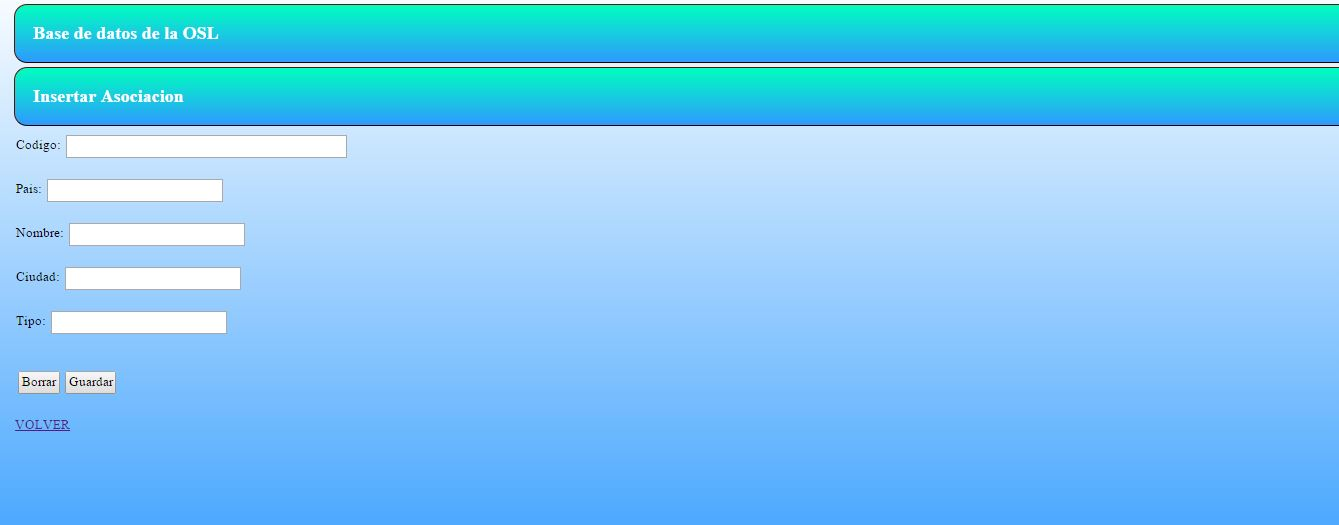 Base de datos de la OSL
Insertar Asociacion
Codigo:
Pais:
Nombre:
Ciudad:
Tipo:
Borrar Guardar
VOLVER